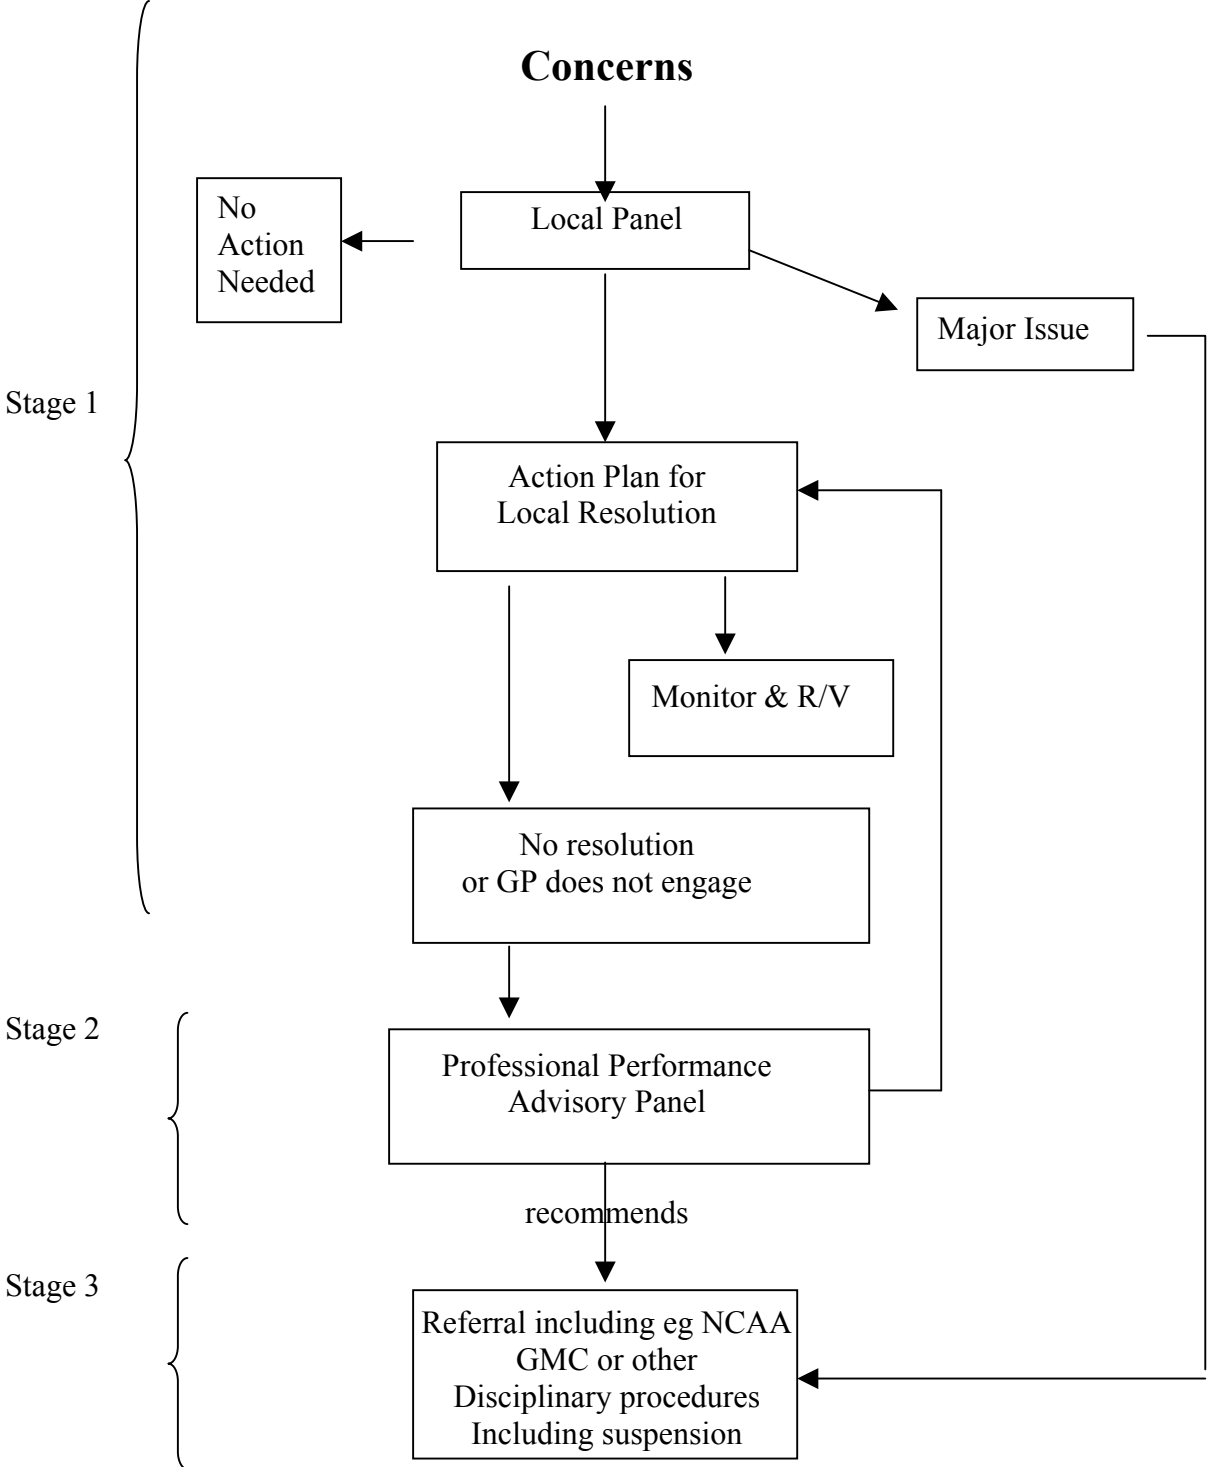 Concerns
No
Action
Needed
Local Panel
Major Issue
Stage 1
Action Plan for
Local Resolution
Monitor & R/V
No resolution
or GP does not engage
Stage 2
Professional Performance
Advisory Panel
recommends
Stage 3
Referral including eg NCAA
GMC or other
Disciplinary procedures
Including suspension